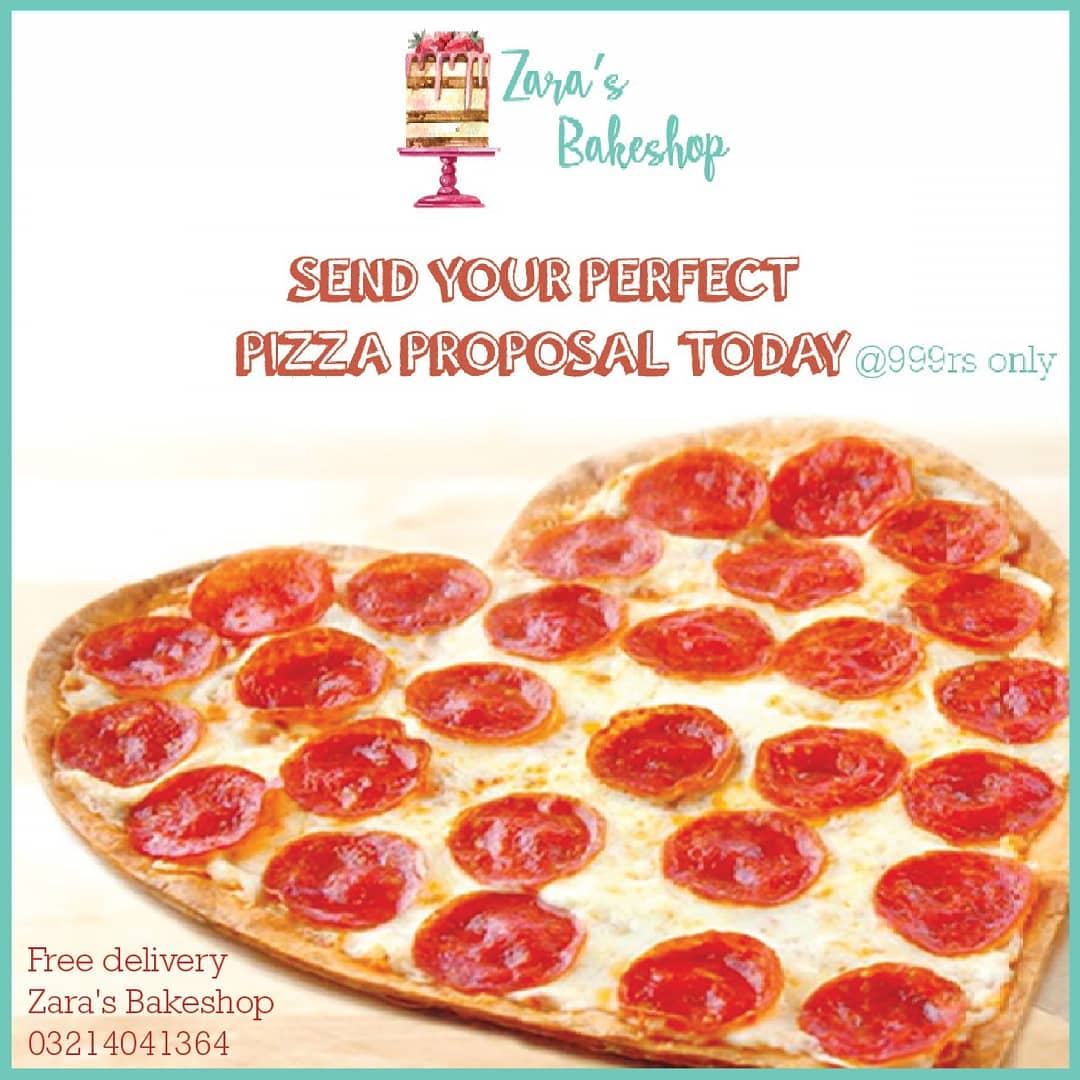 Zara's
Bakeshop
SEND YOUR PERFECT
PIZZA PROPOSAL TODAY @999rs only
Free delivery
Zara's Bakeshop
03214041364